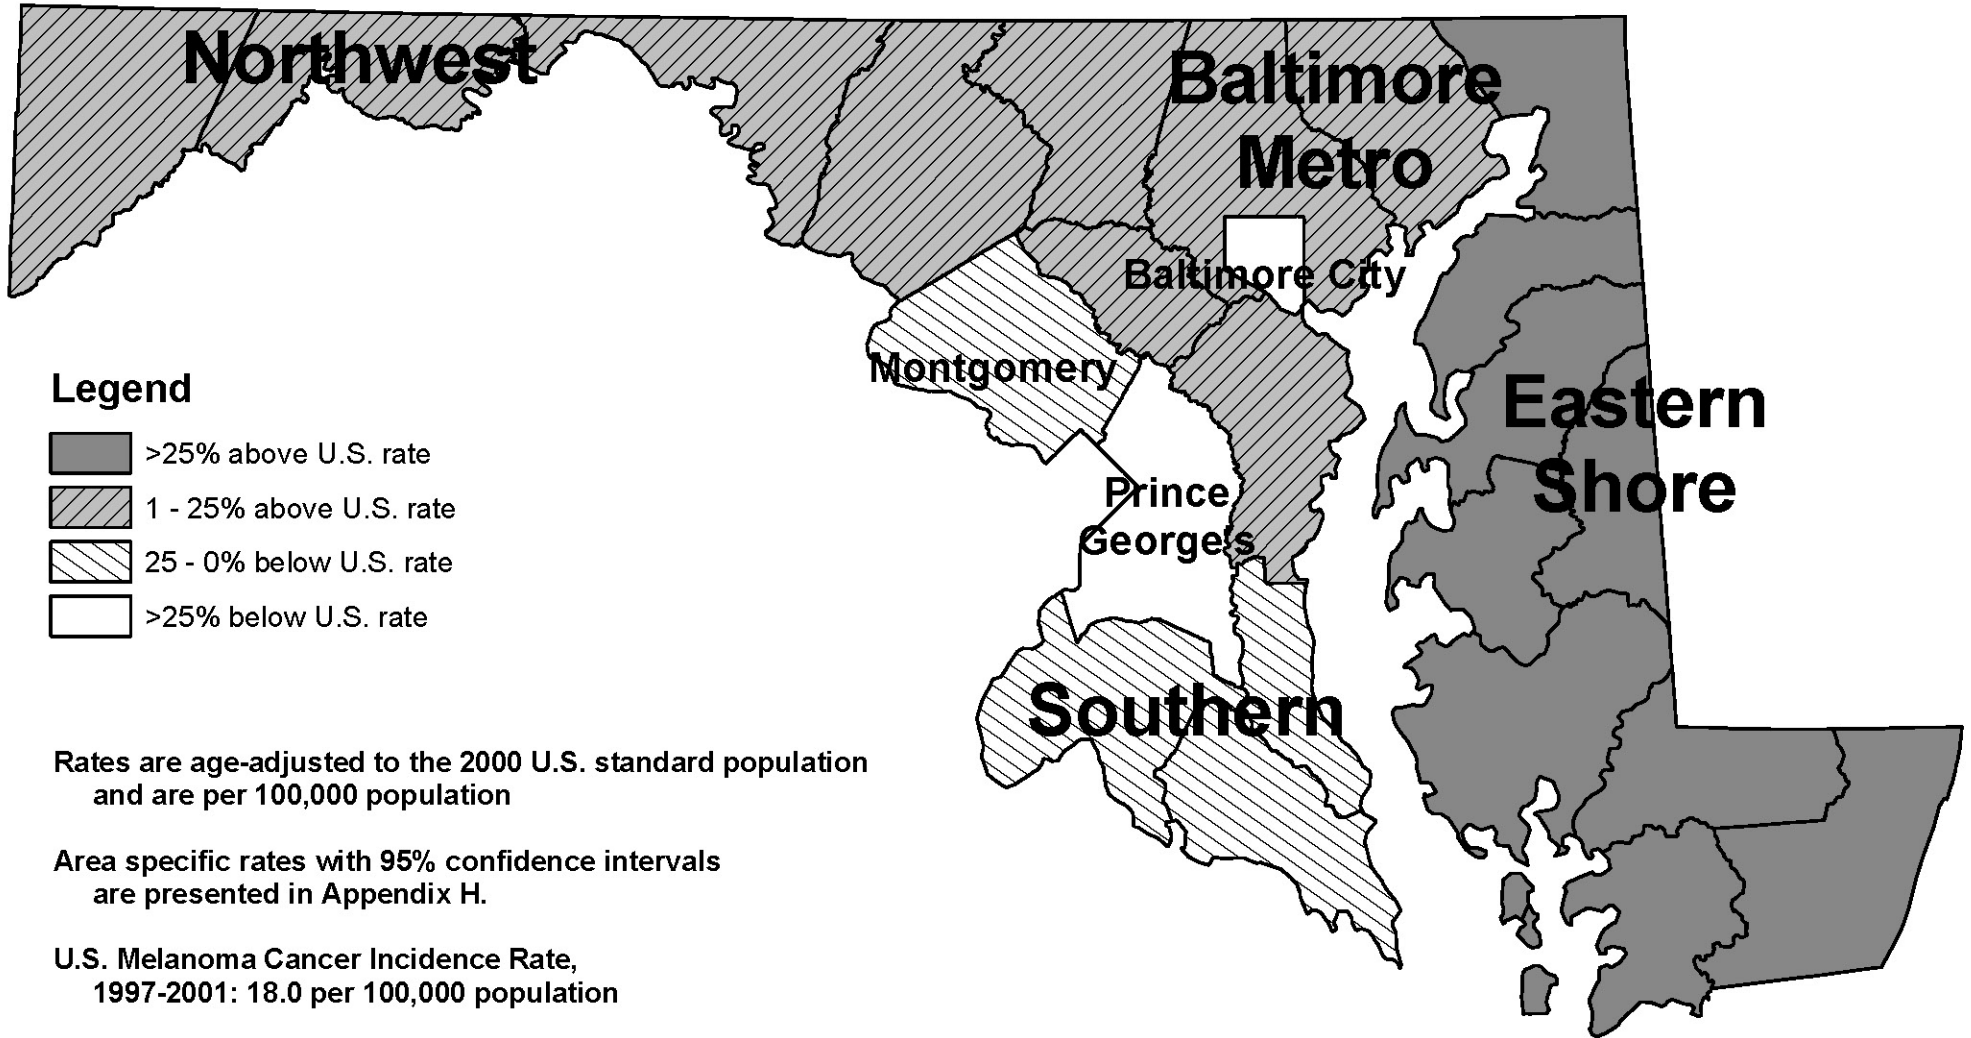 Northwest
Baltimore
Metro
Baltimore City
Montgomery
Prince
George's
Eastern
Shore
Southern
Legend
>25% above U.S. rate
1 - 25% above U.S. rate
25 - 0% below U.S. rate
>25% below U.S. rate
Rates are age-adjusted to the 2000 U.S. standard population
and are per 100,000 population
Area specific rates with 95% confidence intervals
are presented in Appendix H.
U.S. Melanoma Cancer Incidence Rate,
1997-2001: 18.0 per 100,000 population